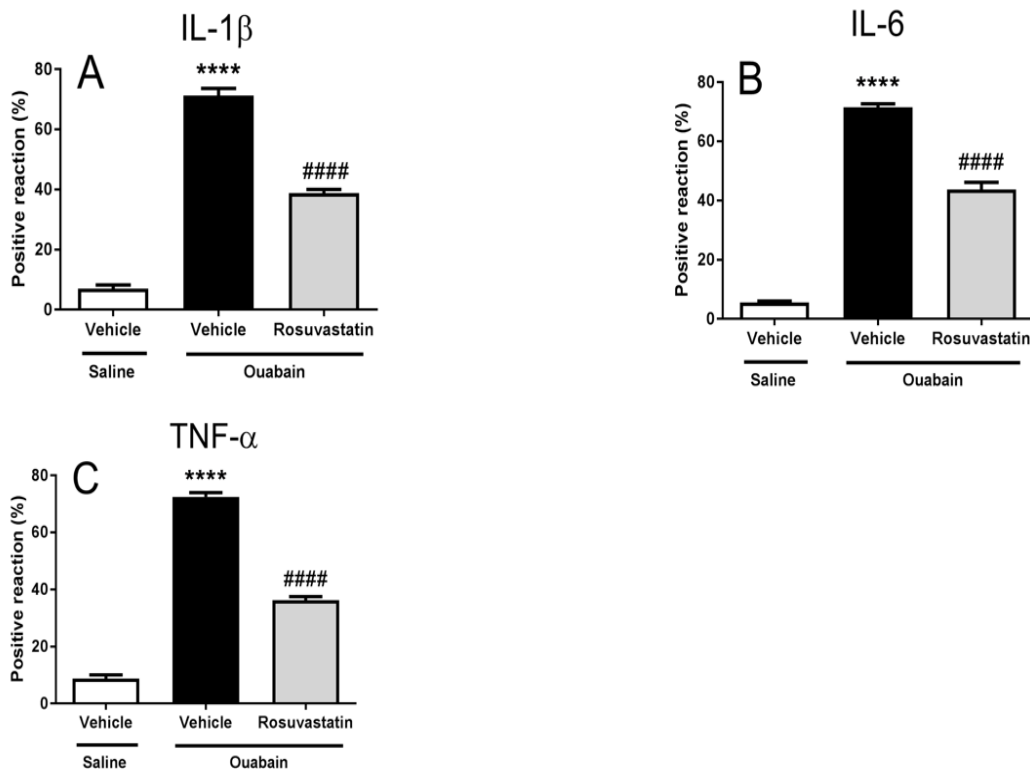 IL-1β
A
Positive reaction (%)
80
60
40
20
0
****
####
Vehicle Vehicle Rosuvastatin
Saline Ouabain
IL-6
B
Positive reaction (%)
80
60
40
20
0
****
####
Vehicle Vehicle Rosuvastatin
Saline Ouabain
TNF-α
C
Positive reaction (%)
80
60
40
20
0
****
####
Vehicle Vehicle Rosuvastatin
Saline Ouabain